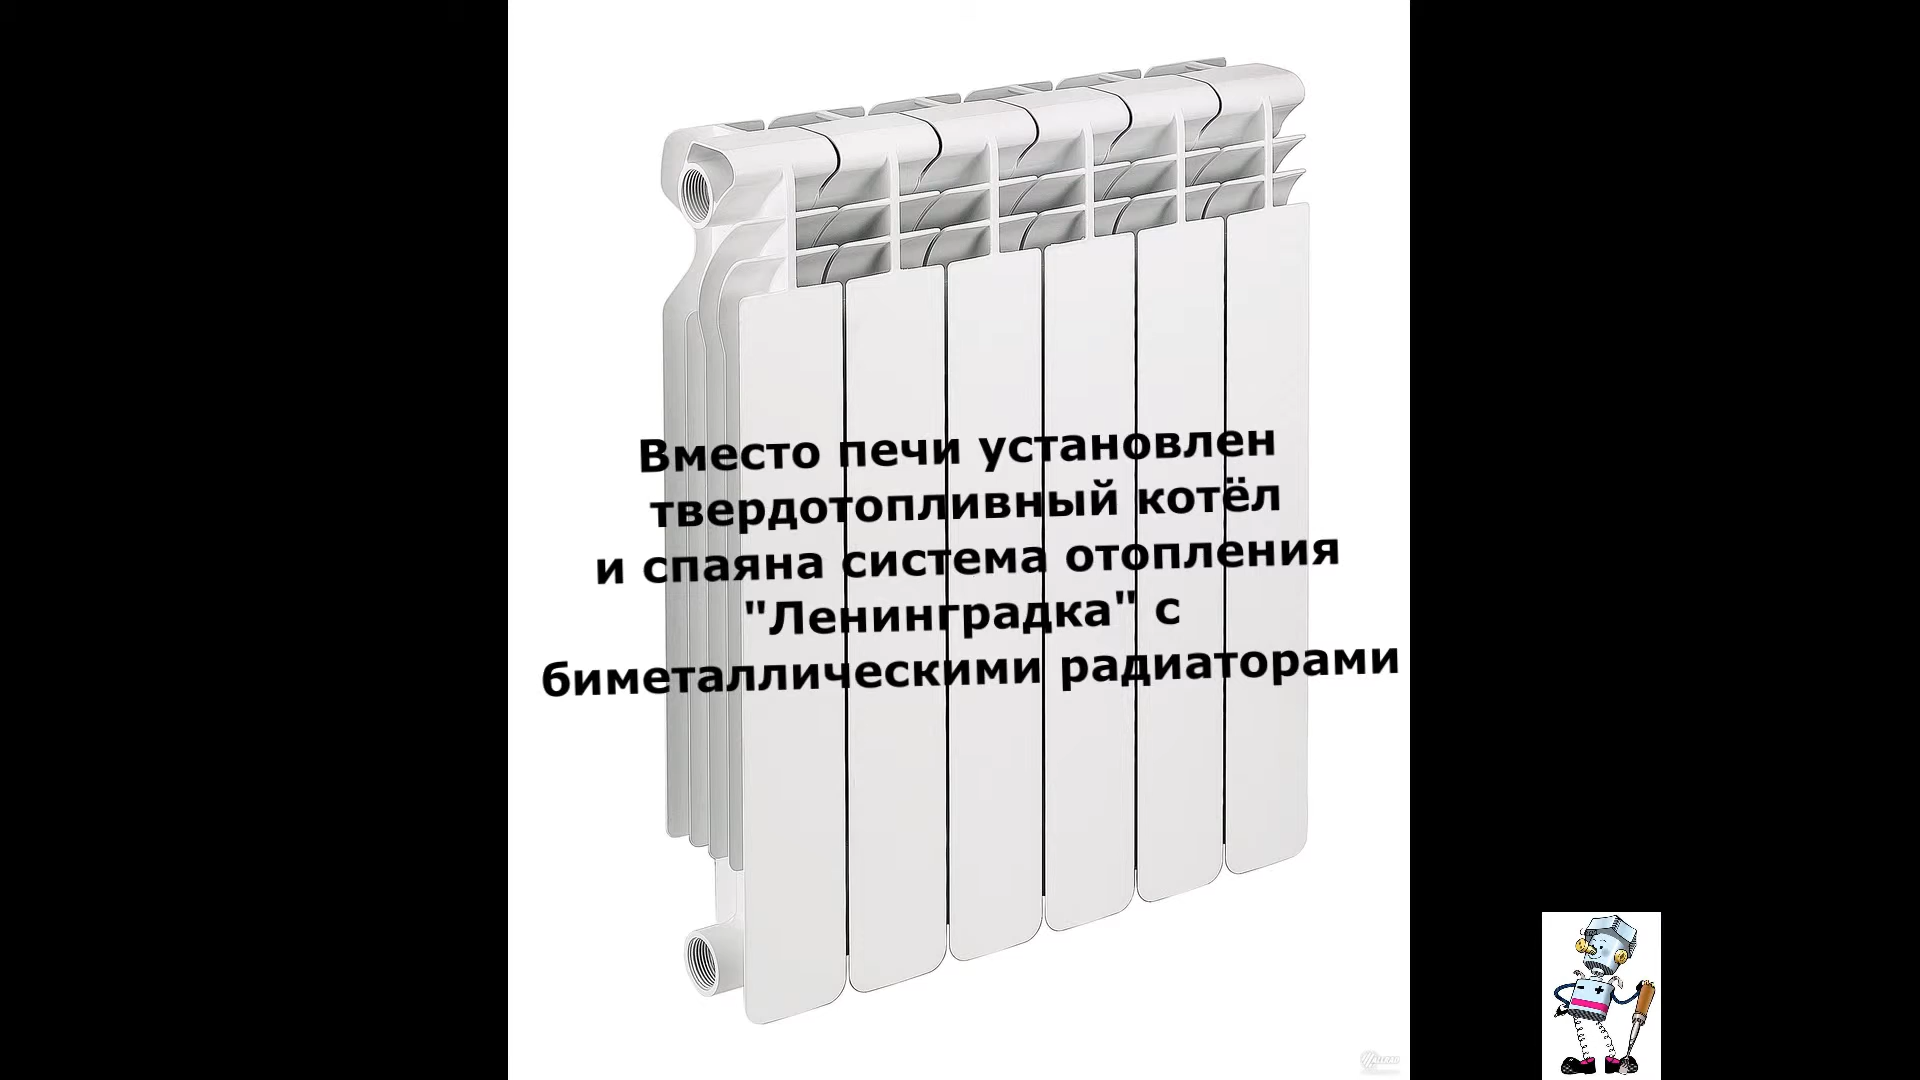 Вместо печи установлен
твердотопливный котёл
и спаяна система отопления
"Ленинградка" с
биметаллическими радиаторами